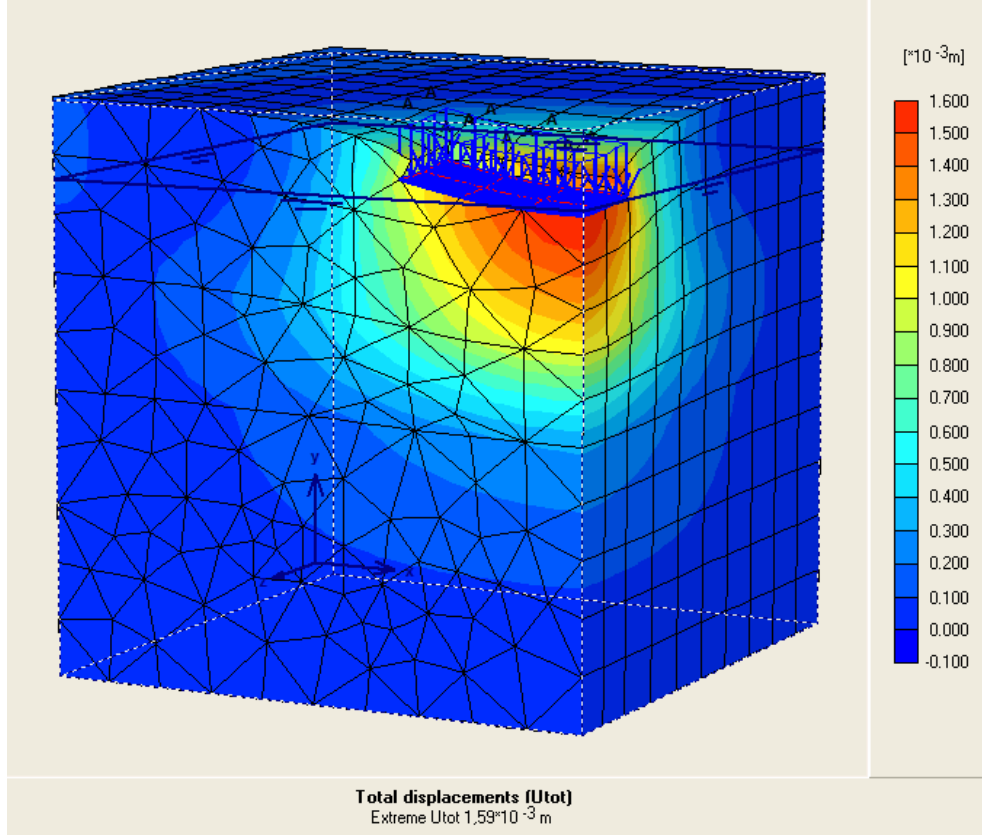 [*10 -3m]
1.600
1.500
1.400
1.300
1.200
1.100
1.000
0.900
0.800
0.700
0.600
0.500
0.400
0.300
0.200
0.100
0.000
-0.100
A
A
A
A
A
y
x
z
Total displacements (Utot)
Extreme Utot 1,59*10 -3 m